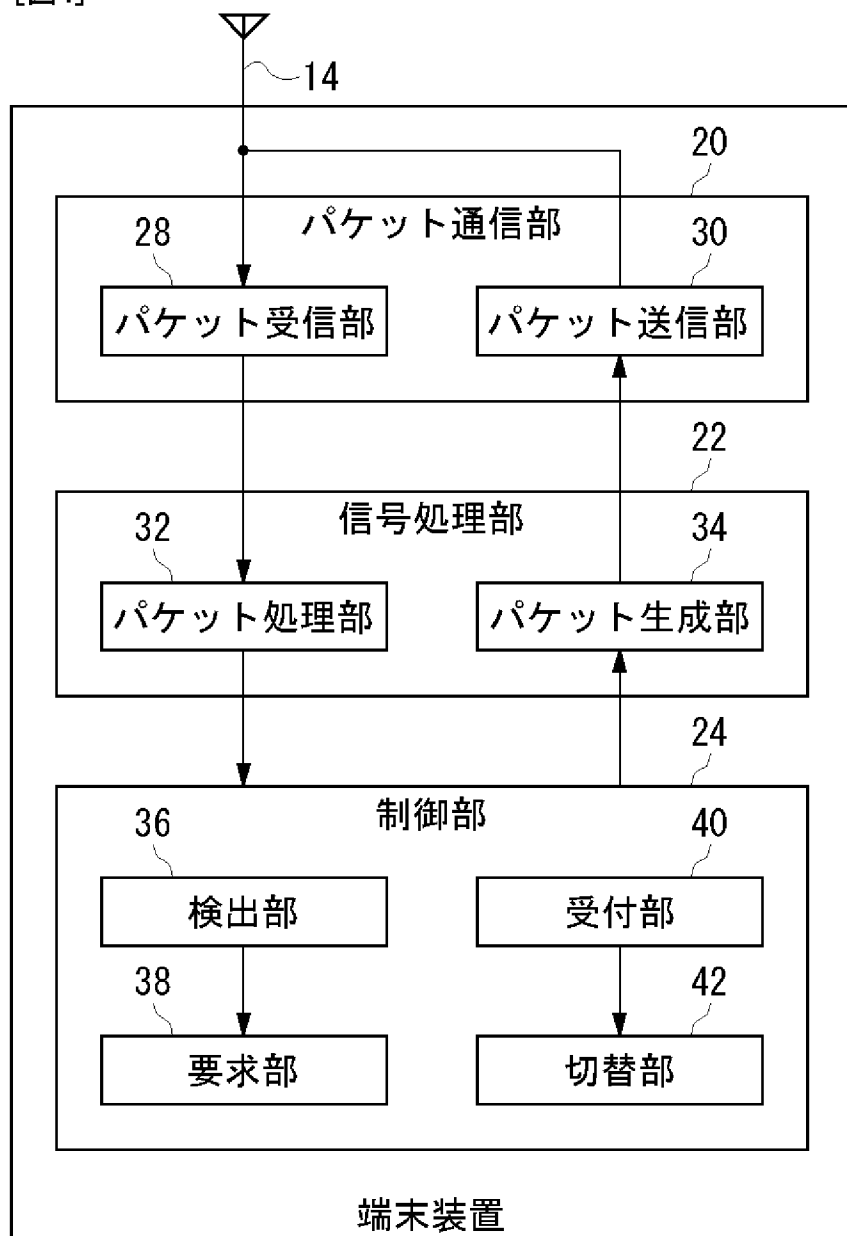 14
20
パケット通信部
28
30
パケット受信部
パケット送信部
22
信号処理部
32
34
パケット処理部
パケット生成部
24
制御部
36
40
検出部
受付部
38
42
要求部
切替部
端末装置